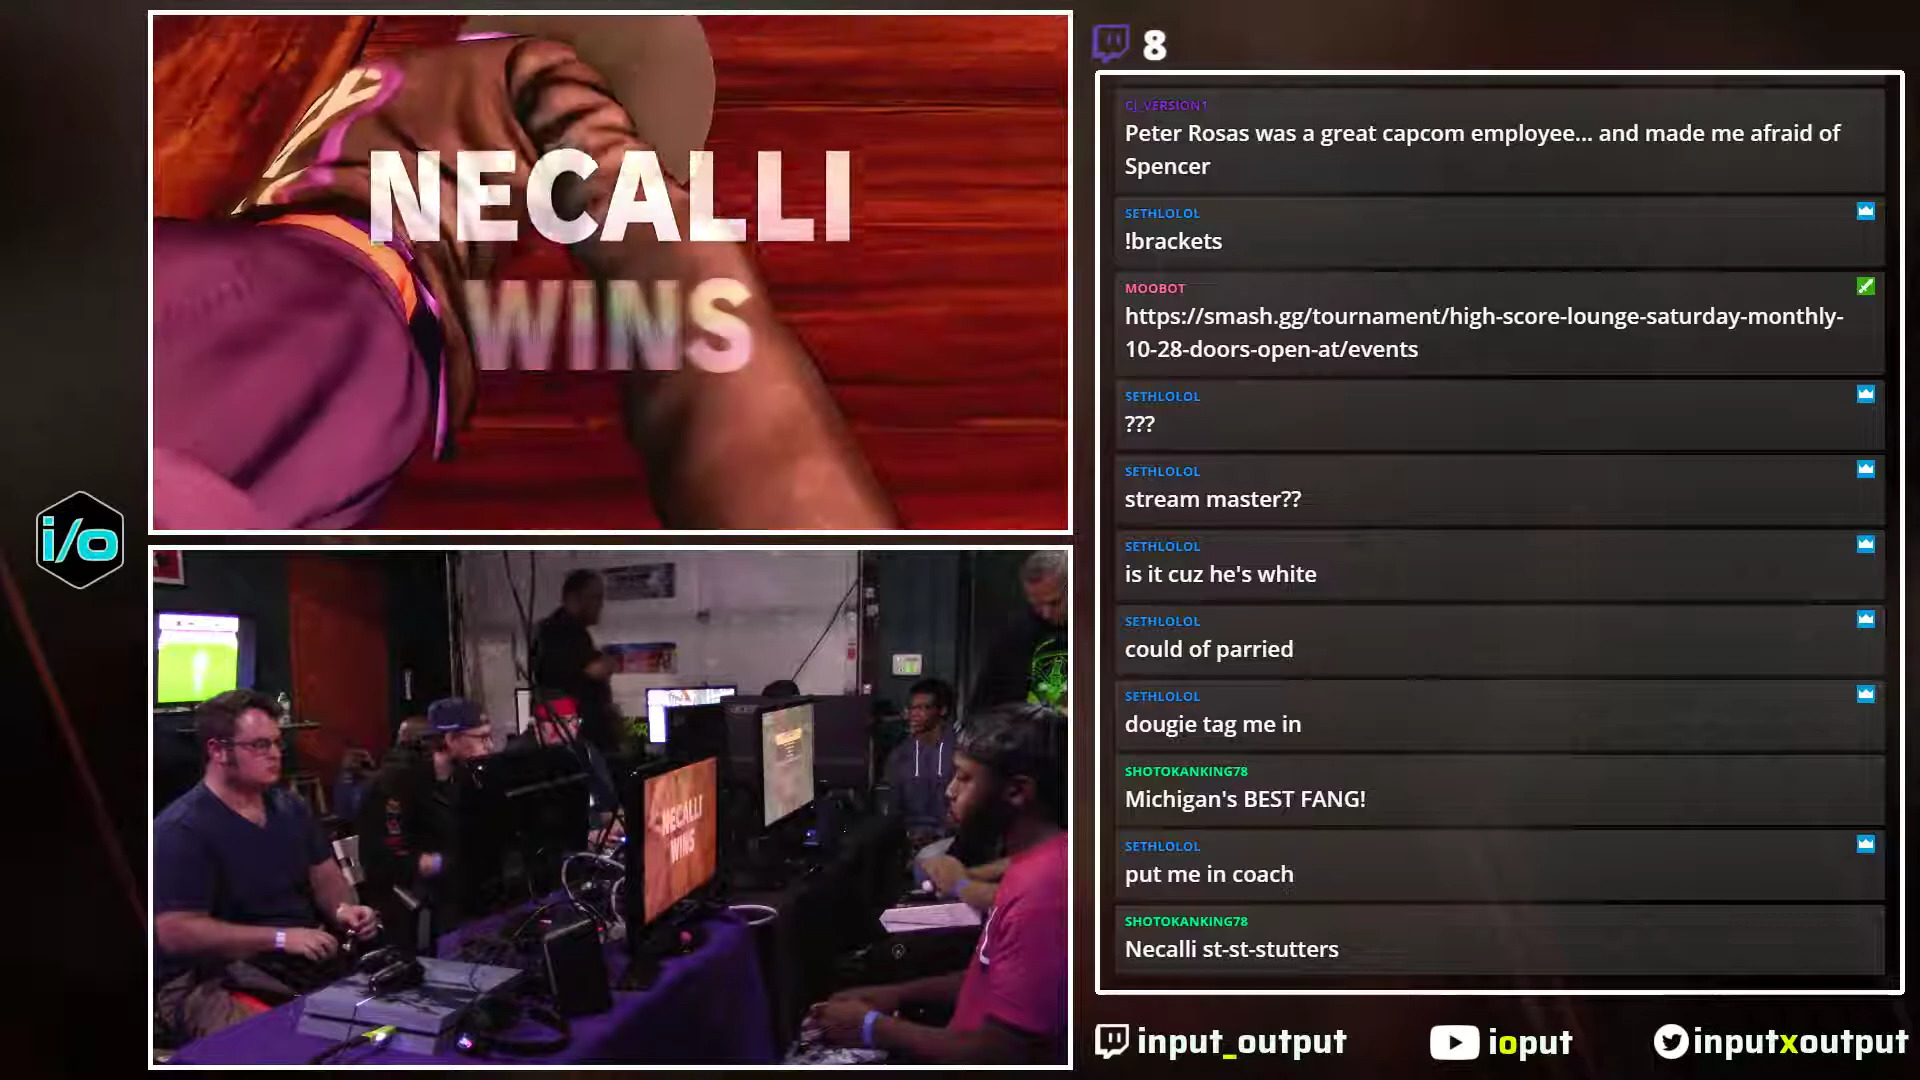 NECALLI
WINS
i/o
NECALLI
WINS
8
CJ_VERSION1
Peter Rosas was a great capcom employee... and made me afraid of
Spencer
SETHLOLOL
!brackets
MOOBOT
https://smash.gg/tournament/high-score-lounge-saturday-monthly-
10-28-doors-open-at/events
SETHLOLOL
???
SETHLOLOL
stream master??
SETHLOLOL
is it cuz he's white
SETHLOLOL
could of parried
SETHLOLOL
dougie tag me in
SHOTOKANKING78
Michigan's BEST FANG!
SETHLOLOL
put me in coach
SHOTOKANKING78
Necalli st-st-stutters
input_output
ioput
inputxoutput